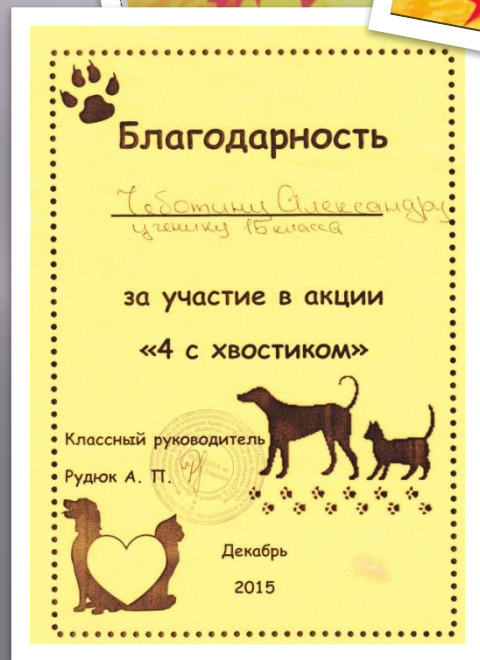 Благодарность
Чеботину Александру
ученику 1Б класса
за участие в акции
«4 с хвостиком»
Классный руководитель
Рудюк А. П.
Декабрь
2015